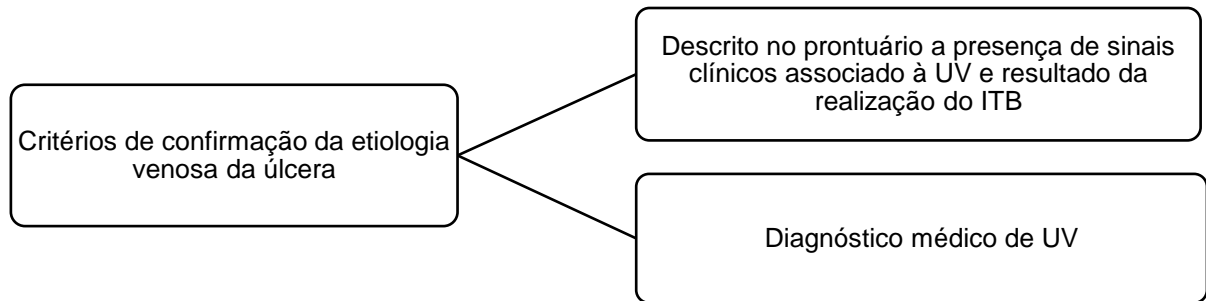 Critérios de confirmação da etiologia
venosa da úlcera
Descrito no prontuário a presença de sinais
clínicos associado à UV e resultado da
realização do ITB
Diagnóstico médico de UV